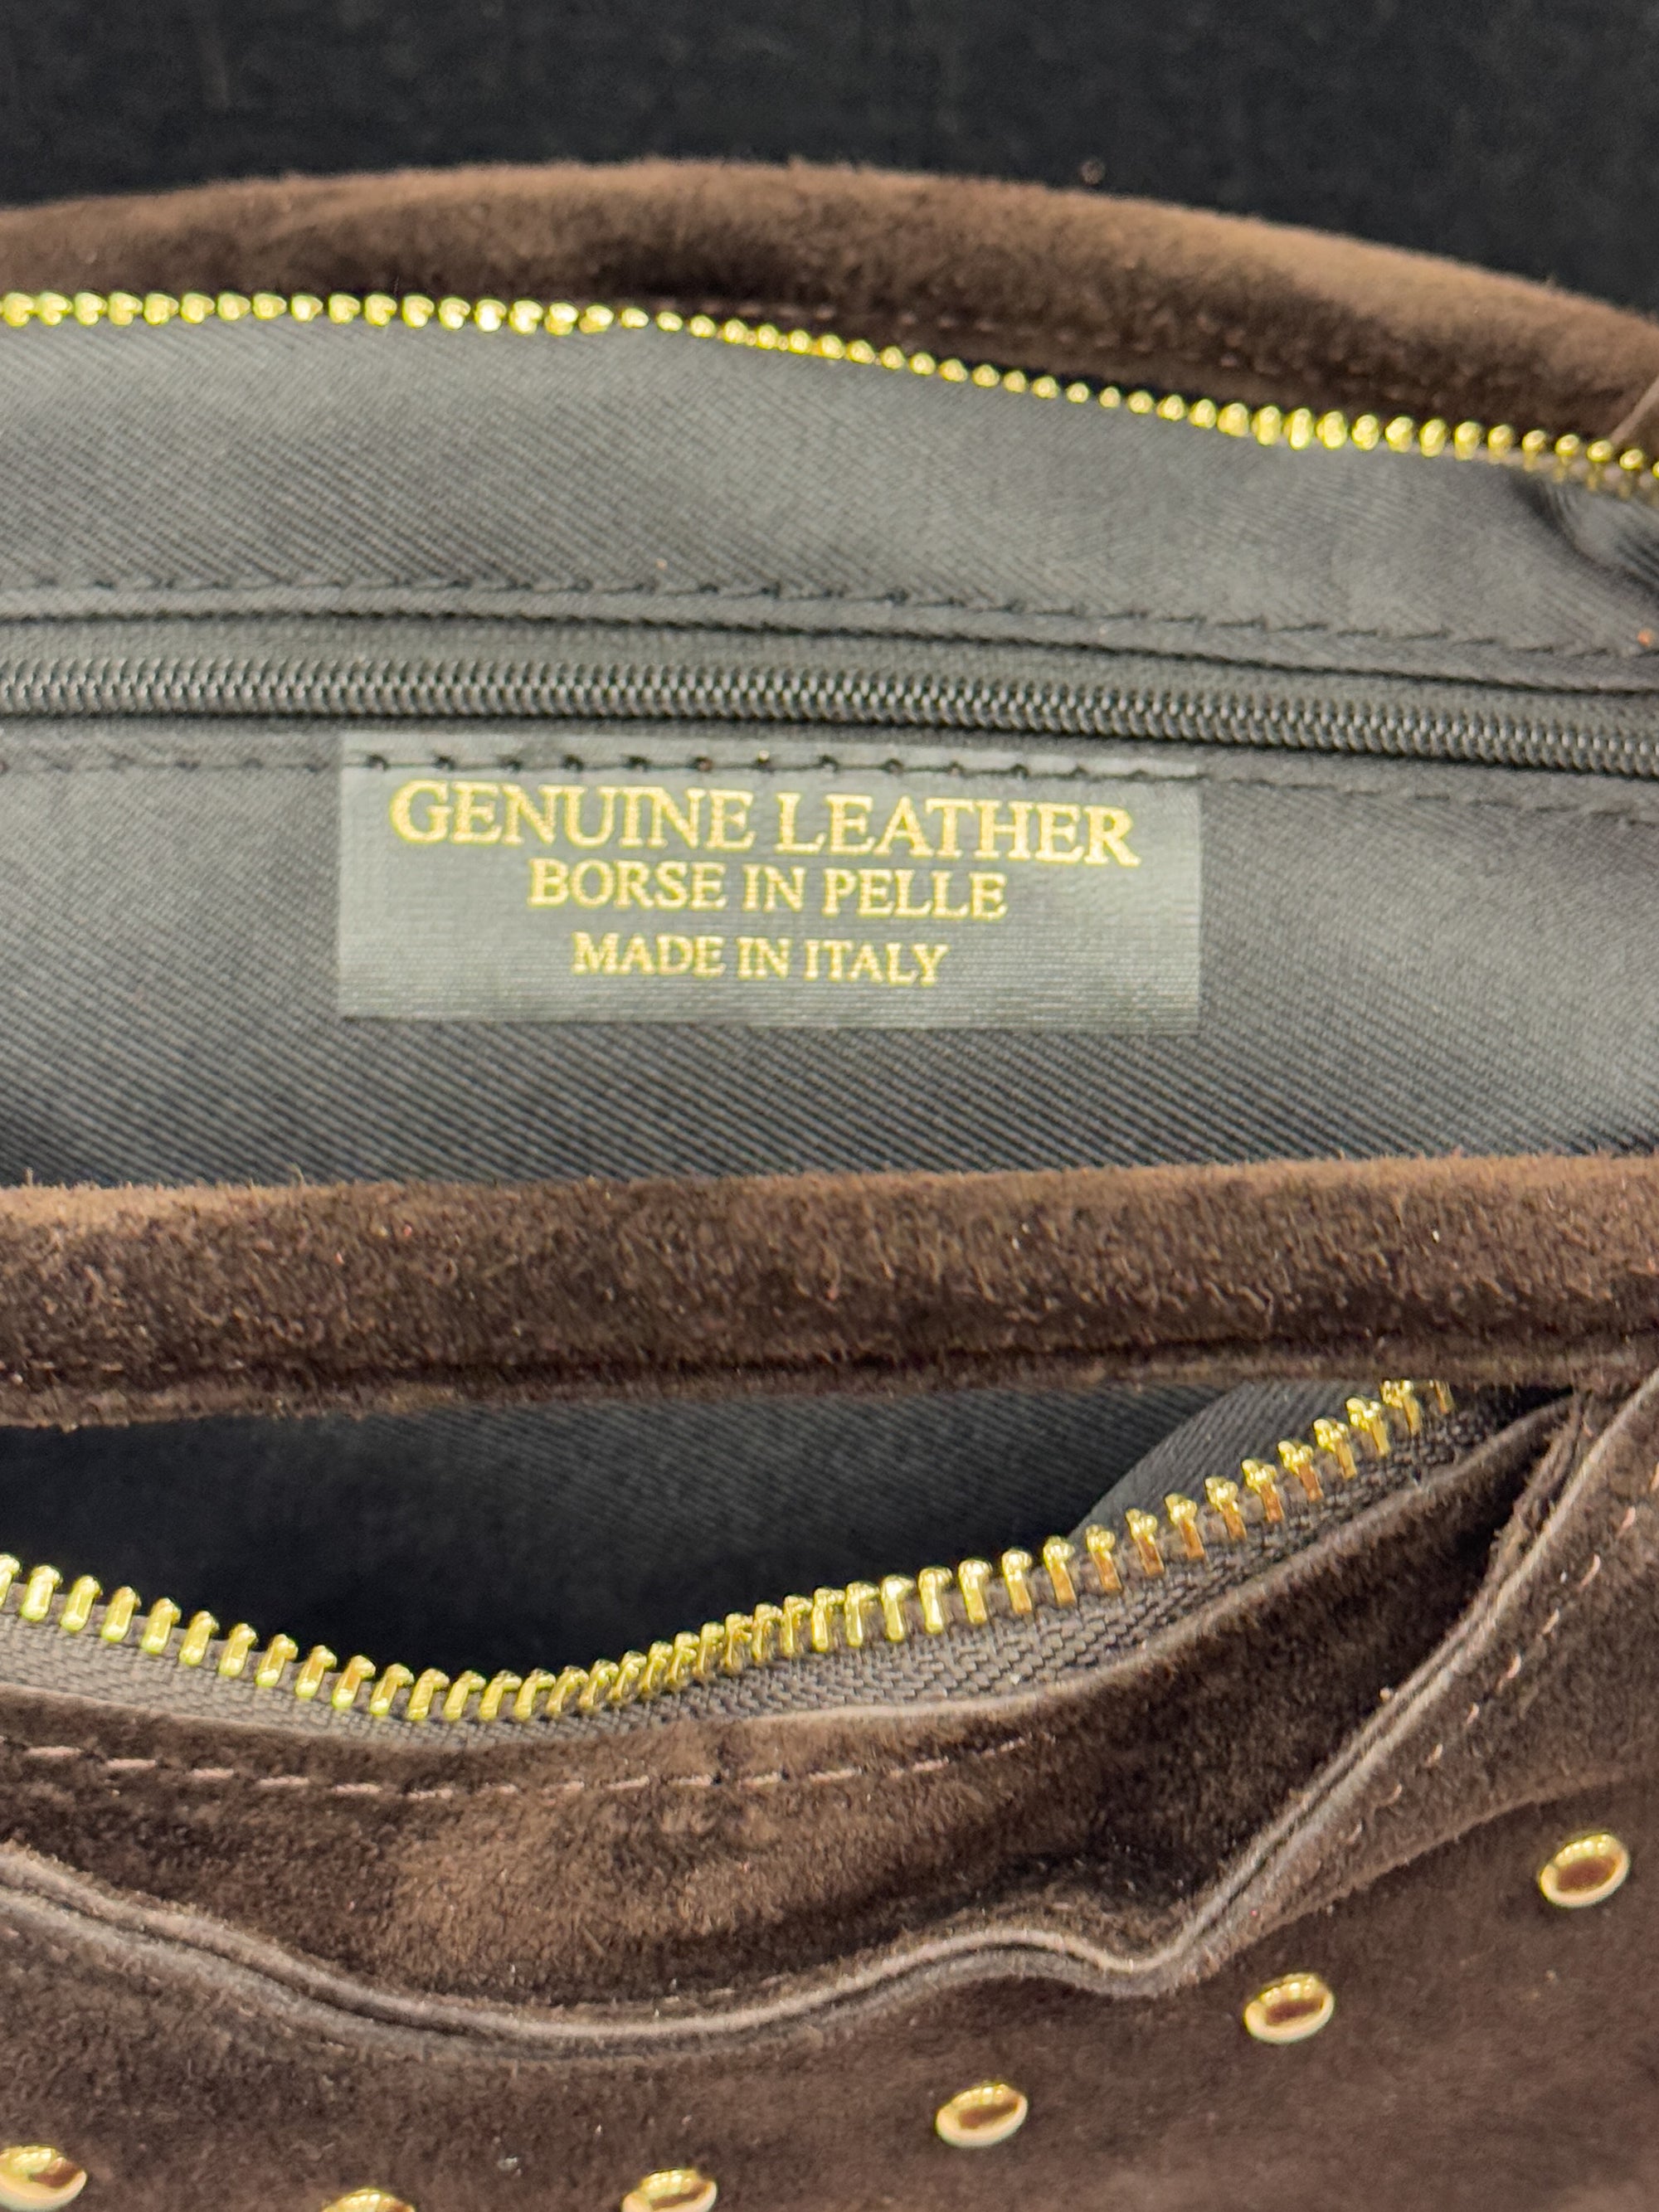 GENUINE LEATHER
BORSE IN PELLE
MADE IN ITALY